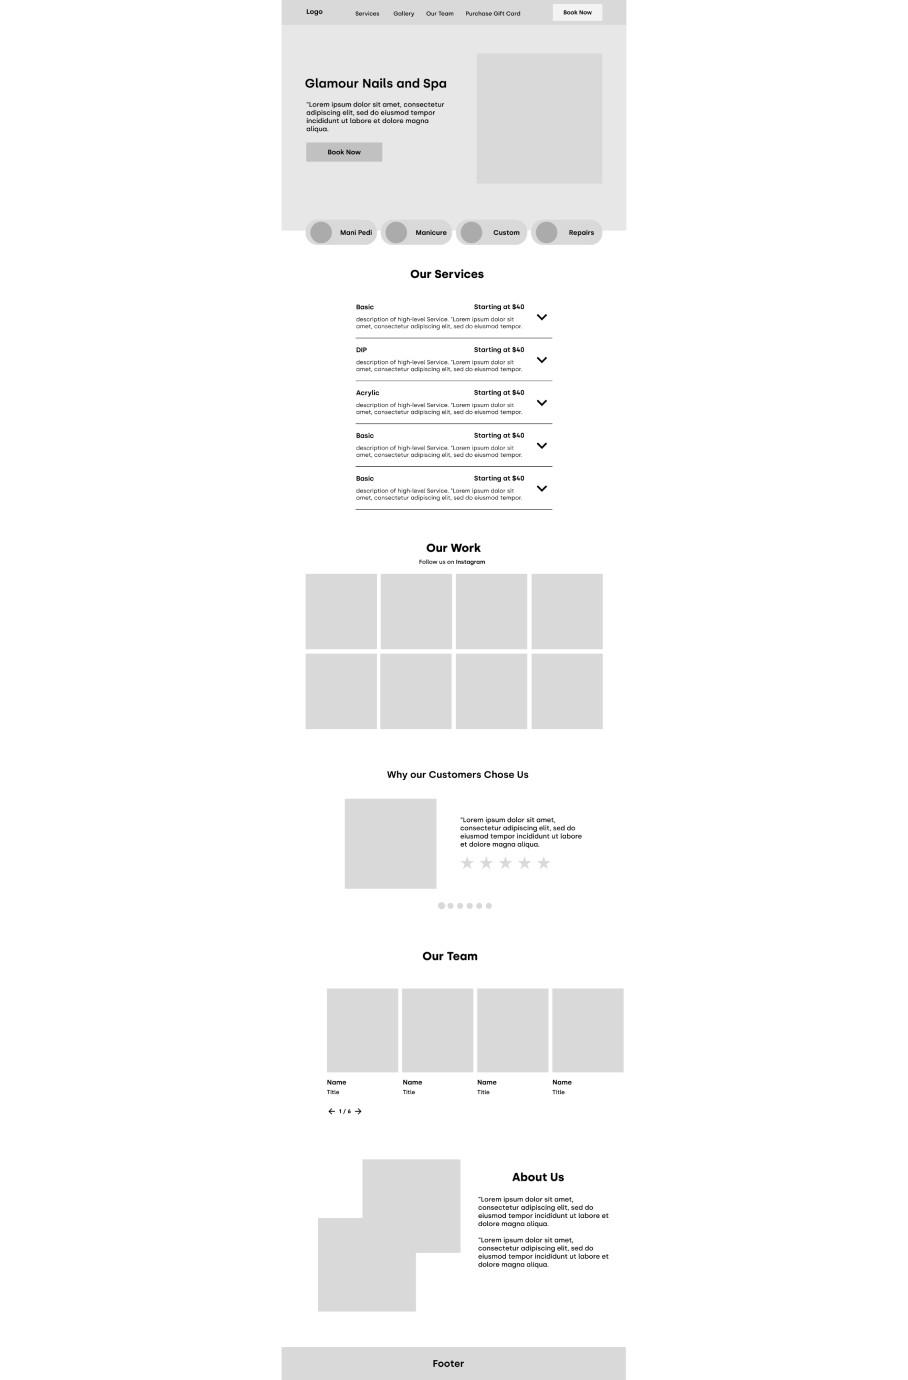 Logo
Services Gallery Our Team Purchase Gift Card
Book Now
Glamour Nails and Spa
"Lorem ipsum dolor sit amet, consectetur
adipiscing elit, sed do eiusmod tempor
incididunt ut labore et dolore magna
aliqua.
Book Now
Mani Pedi Manicure Custom Repairs
Our Services
Basic Starting at $40
description of high-level Service. "Lorem ipsum dolor sit
amet, consectetur adipiscing elit, sed do eiusmod tempor.
DIP Starting at $40
description of high-level Service. "Lorem ipsum dolor sit
amet, consectetur adipiscing elit, sed do eiusmod tempor.
Acrylic Starting at $40
description of high-level Service. "Lorem ipsum dolor sit
amet, consectetur adipiscing elit, sed do eiusmod tempor.
Basic Starting at $40
description of high-level Service. "Lorem ipsum dolor sit
amet, consectetur adipiscing elit, sed do eiusmod tempor.
Basic Starting at $40
description of high-level Service. "Lorem ipsum dolor sit
amet, consectetur adipiscing elit, sed do eiusmod tempor.
Our Work
Follow us on Instagram
Why our Customers Chose Us
"Lorem ipsum dolor sit amet,
consectetur adipiscing elit, sed do
eiusmod tempor incididunt ut labore
et dolore magna aliqua.
Our Team
Name Name Name Name
Title Title Title Title
1 / 6
About Us
"Lorem ipsum dolor sit amet,
consectetur adipiscing elit, sed do
eiusmod tempor incididunt ut labore et
dolore magna aliqua.
"Lorem ipsum dolor sit amet,
consectetur adipiscing elit, sed do
eiusmod tempor incididunt ut labore et
dolore magna aliqua.
Footer